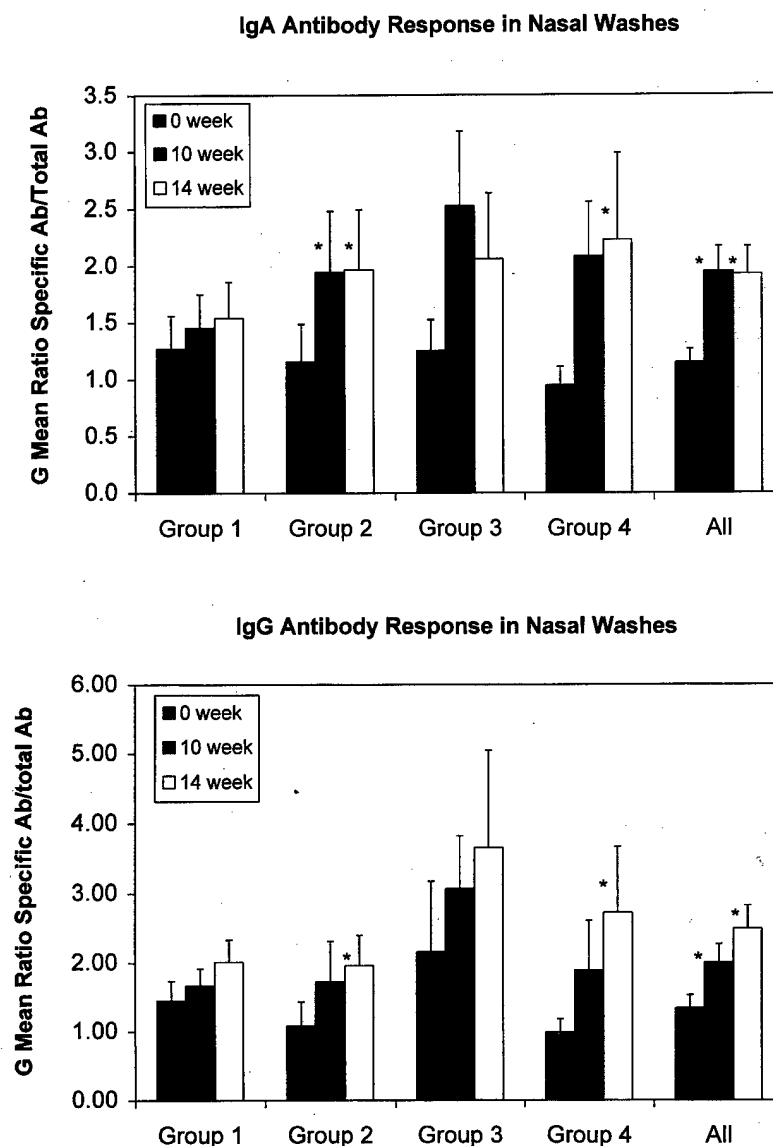 IgA Antibody Response in Nasal Washes
G Mean Ratio Specific Ab/Total Ab
3.5
3.0
2.5
2.0
1.5
1.0
0.5
0.0
0 week
10 week
14 week
* * * * *
Group 1 Group 2 Group 3 Group 4 All
IgG Antibody Response in Nasal Washes
G Mean Ratio Specific Ab/total Ab
6.00
5.00
4.00
3.00
2.00
1.00
0.00
0 week
10 week
14 week
* * * *
Group 1 Group 2 Group 3 Group 4 All